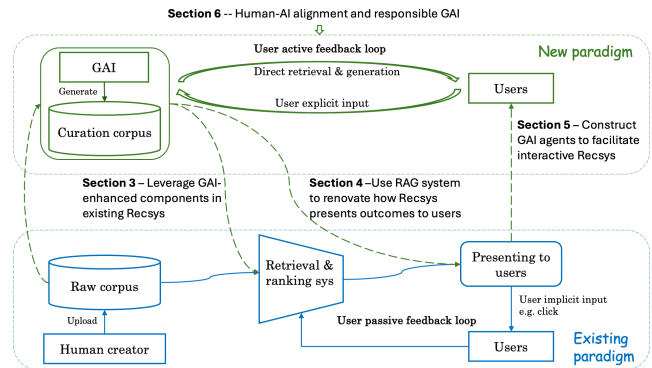 Section 6 -- Human-AI alignment and responsible GAI
User active feedback loop
New paradigm
GAI
Direct retrieval & generation
Generate
Users
User explicit input
Curation corpus
Section 5 – Construct
GAI agents to facilitate
interactive Recsys
Section 3 – Leverage GAI-
enhanced components in
existing Recsys
Section 4 –Use RAG system
to renovate how Recsys
presents outcomes to users
Raw corpus
Retrieval &
ranking sys
Presenting to
users
Upload
User implicit input
e.g. click
User passive feedback loop
Human creator
Users
Existing
paradigm